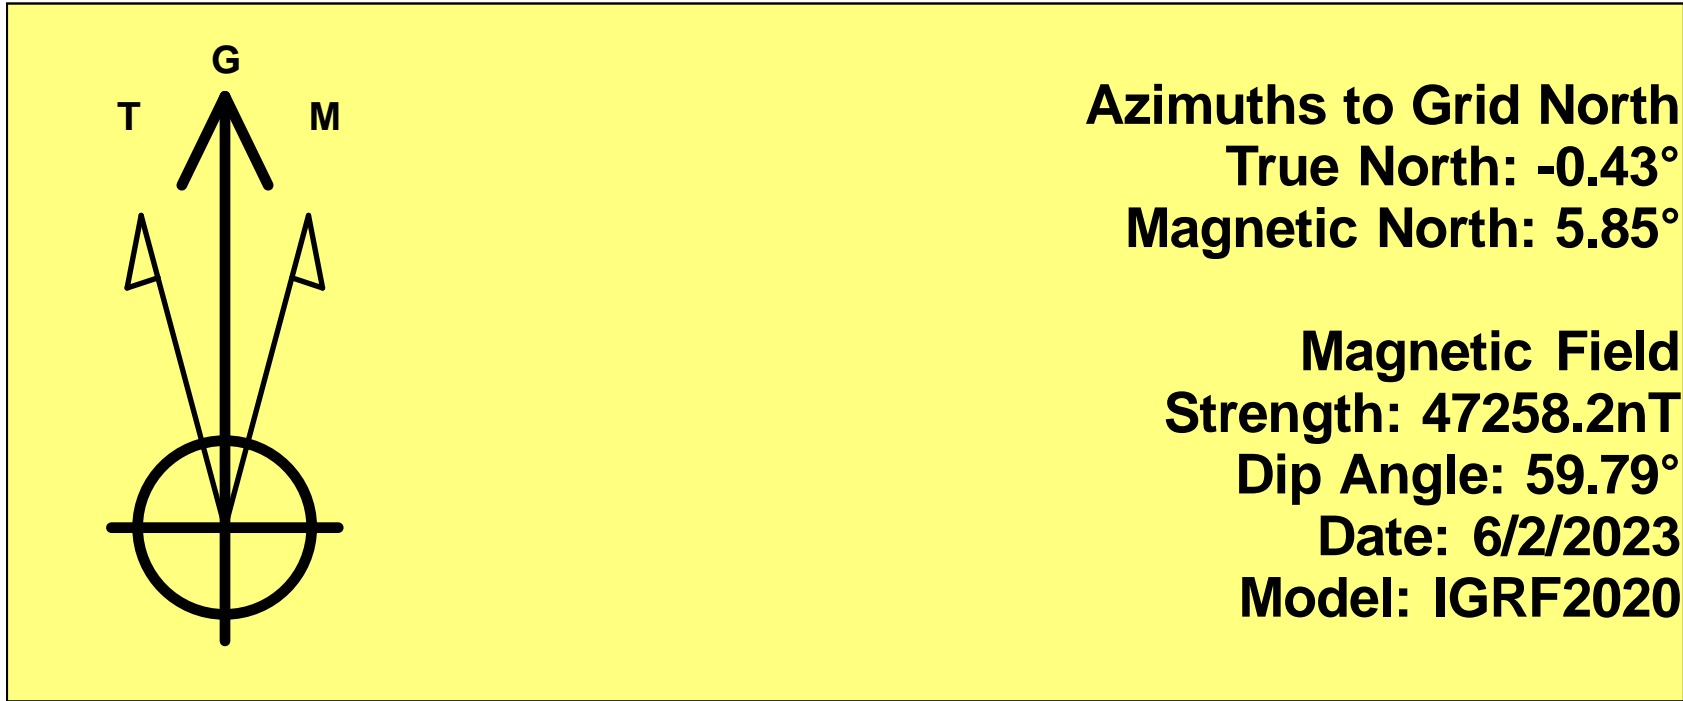 G
T
M
Azimuths to Grid North
True North: -0.43°
Magnetic North: 5.85°
Magnetic Field
Strength: 47258.2nT
Dip Angle: 59.79°
Date: 6/2/2023
Model: IGRF2020